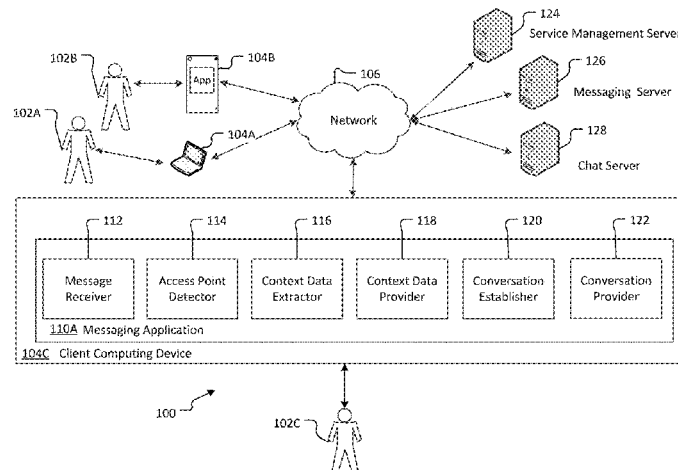 124
Service Management Server
102B
104B
App
106
126
Messaging Server
102A
104A
Network
128
Chat Server
112
114
116
118
120
122
Message Receiver
Access Point Detector
Context Data Extractor
Context Data Provider
Conversation Establisher
Conversation Provider
110A Messaging Application
104C Client Computing Device
100
102C